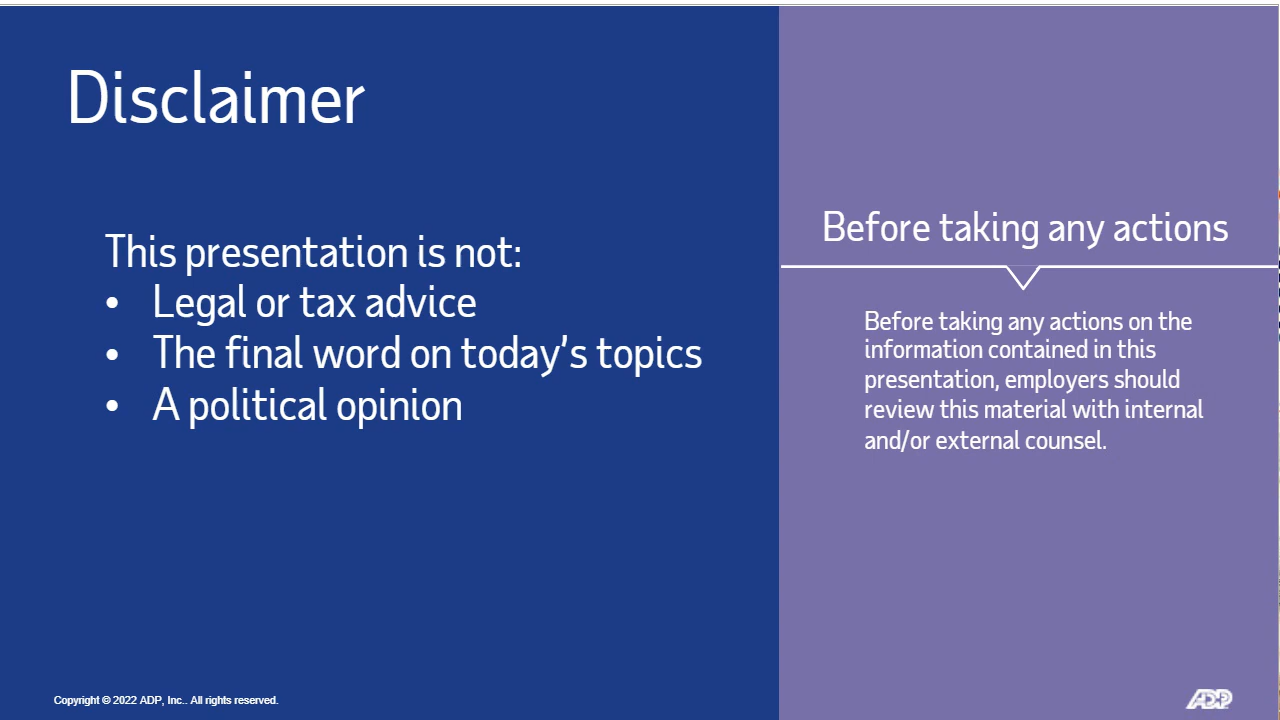 Disclaimer
This presentation is not:
• Legal or tax advice
• The final word on today's topics
• A political opinion
Before taking any actions
Before taking any actions on the
information contained in this
presentation, employers should
review this material with internal
and/or external counsel.
Copyright © 2022 ADP, Inc.. All rights reserved.
ADP